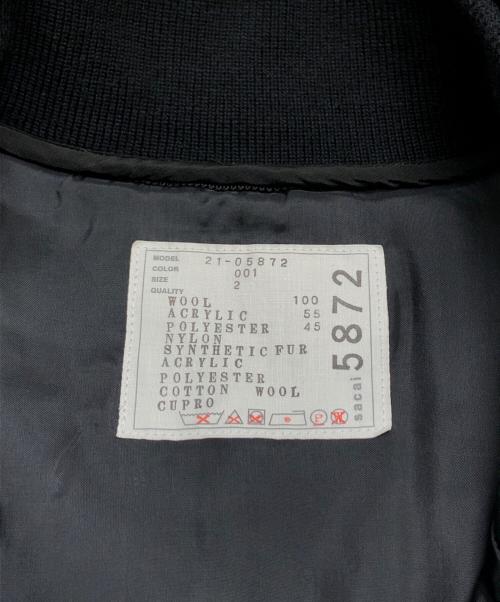 MODEL 21-05872
COLOR 001
SIZE 2
QUALITY
WOOL 100
ACRYLIC 55
POLYESTER 45
NYLON
SYNTHETIC FUR
ACRYLIC
POLYESTER
COTTON WOOL
CUPRO
P W
sacai 5872